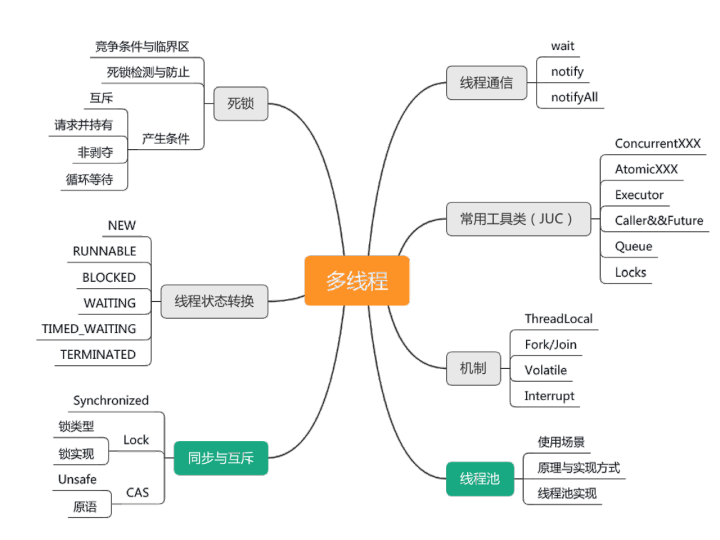 多线程
死锁
竞争条件与临界区
死锁检测与防止
产生条件
互斥
请求并持有
非剥夺
循环等待
线程状态转换
NEW
RUNNABLE
BLOCKED
WAITING
TIMED_WAITING
TERMINATED
同步与互斥
Synchronized
Lock
锁类型
锁实现
CAS
Unsafe
原语
线程通信
wait
notify
notifyAll
常用工具类（JUC）
ConcurrentXXX
AtomicXXX
Executor
Caller&&Future
Queue
Locks
机制
ThreadLocal
Fork/Join
Volatile
Interrupt
线程池
使用场景
原理与实现方式
线程池实现